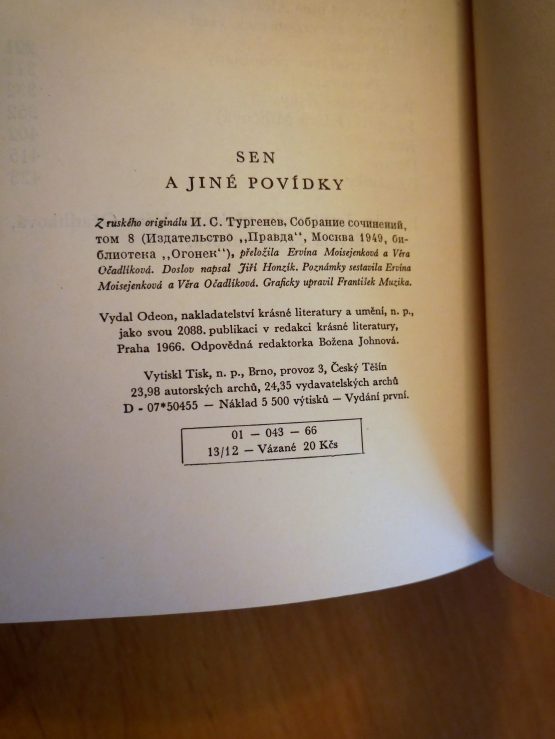 SEN
A JINÉ POVÍDKY
Z ruského originálu И. С. Тургенев, Собрание сочинений,
том 8 (Издательство „Правда“, Москва 1949, би-
блиотека „Огонек“), přeložila Ervína Moisejenková a Věra
Očadlíková. Doslov napsal Jiří Honzík. Poznámky sestavila Ervína
Moisejenková a Věra Očadlíková. Graficky upravil František Muzika.
Vydal Odeon, nakladatelství krásné literatury a umění, n. p.,
jako svou 2088. publikaci v redakci krásné literatury,
Praha 1966. Odpovědná redaktorka Božena Johnová.
Vytiskl Tisk, n. p., Brno, provoz 3, Český Těšín
23,98 autorských archů, 24,35 vydavatelských archů
D - 07*50455 — Náklad 5 500 výtisků — Vydání první.
01 — 043 — 66
13/12 — Vázané 20 Kčs